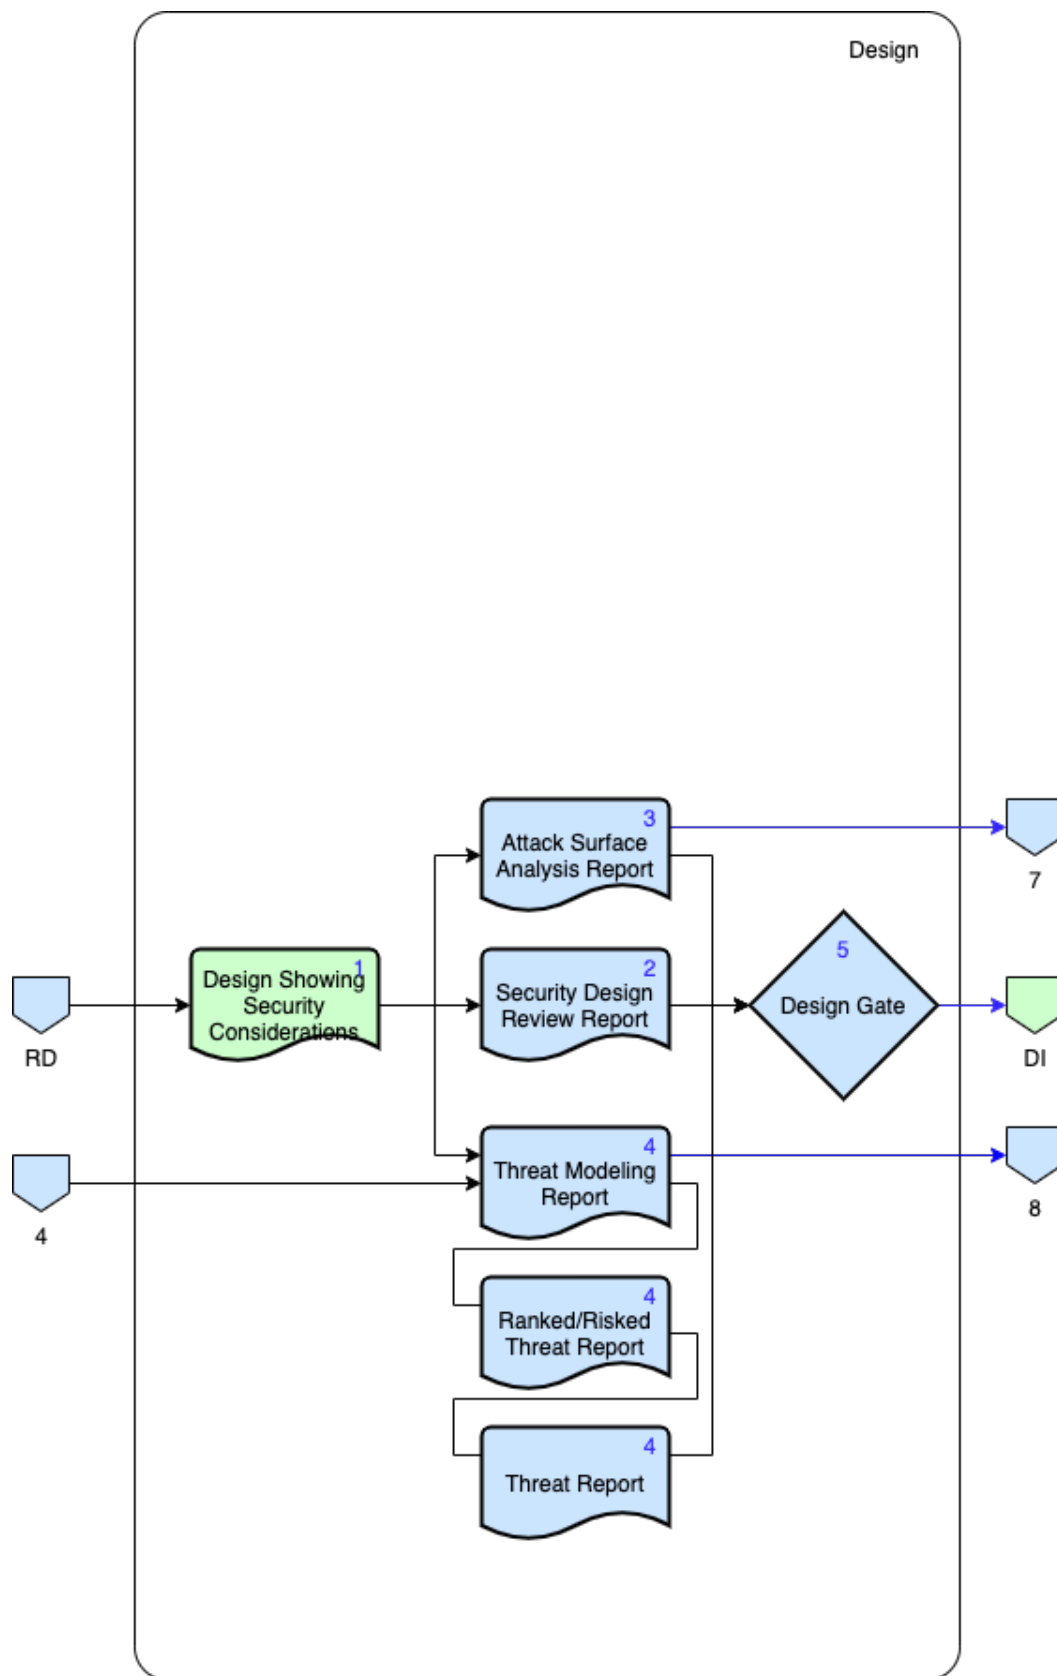 Design
3
Attack Surface
Analysis Report
7
1
Design Showing
Security
Considerations
2
Security Design
Review Report
5
Design Gate
RD
DI
4
Threat Modeling
Report
4
8
4
Ranked/Risked
Threat Report
4
Threat Report